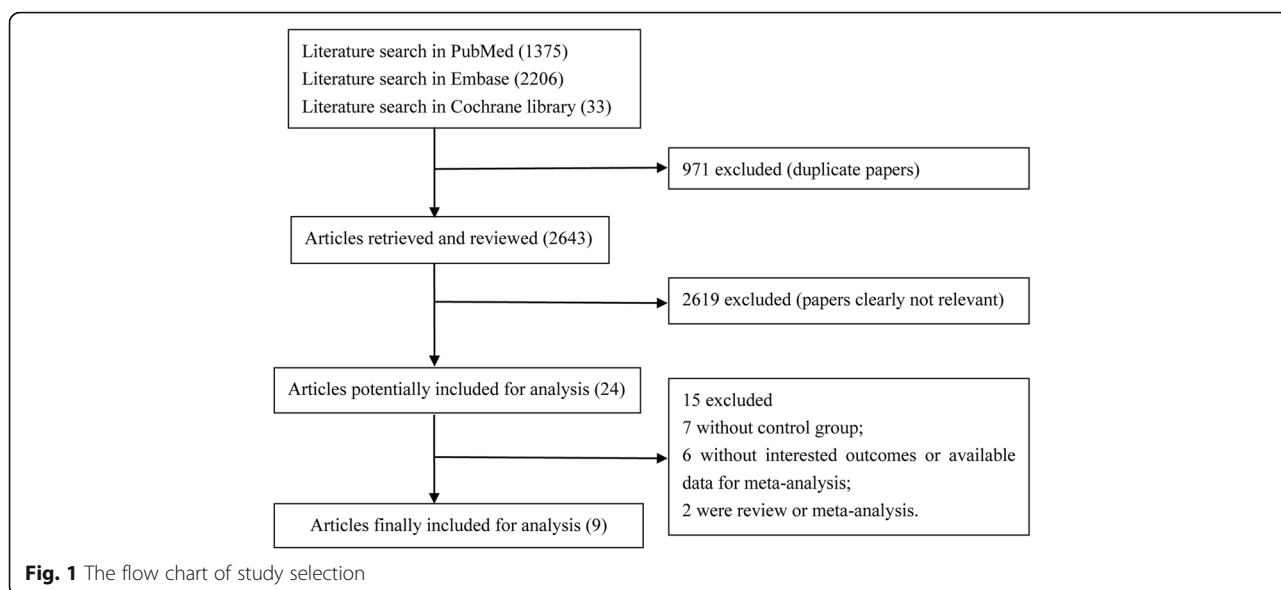 Literature search in PubMed (1375)
Literature search in Embase (2206)
Literature search in Cochrane library (33)
971 excluded (duplicate papers)
Articles retrieved and reviewed (2643)
2619 excluded (papers clearly not relevant)
Articles potentially included for analysis (24)
15 excluded
7 without control group;
6 without interested outcomes or available
data for meta-analysis;
2 were review or meta-analysis.
Articles finally included for analysis (9)
Fig. 1 The flow chart of study selection